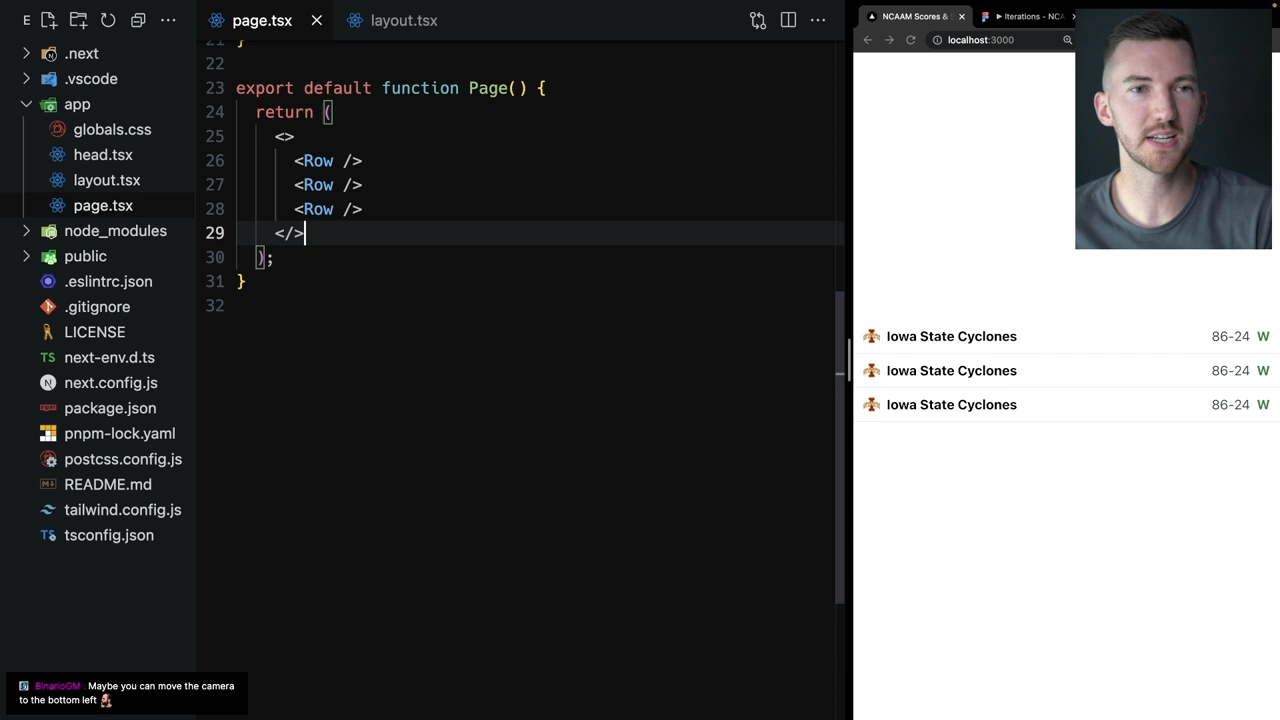 E
page.tsx
layout.tsx
NCAAM Scores &
Iterations - NCA
localhost:3000
.next
.vscode
app
globals.css
head.tsx
layout.tsx
page.tsx
node_modules
public
.eslintrc.json
.gitignore
LICENSE
next-env.d.ts
next.config.js
package.json
pnpm-lock.yaml
postcss.config.js
README.md
tailwind.config.js
tsconfig.json
21 }
22
23 export default function Page() {
24 return (
25 <>
26 <Row />
27 <Row />
28 <Row />
29 </>
30 );
31 }
32
Iowa State Cyclones 86-24 W
Iowa State Cyclones 86-24 W
Iowa State Cyclones 86-24 W
BinarioGM: Maybe you can move the camera
to the bottom left